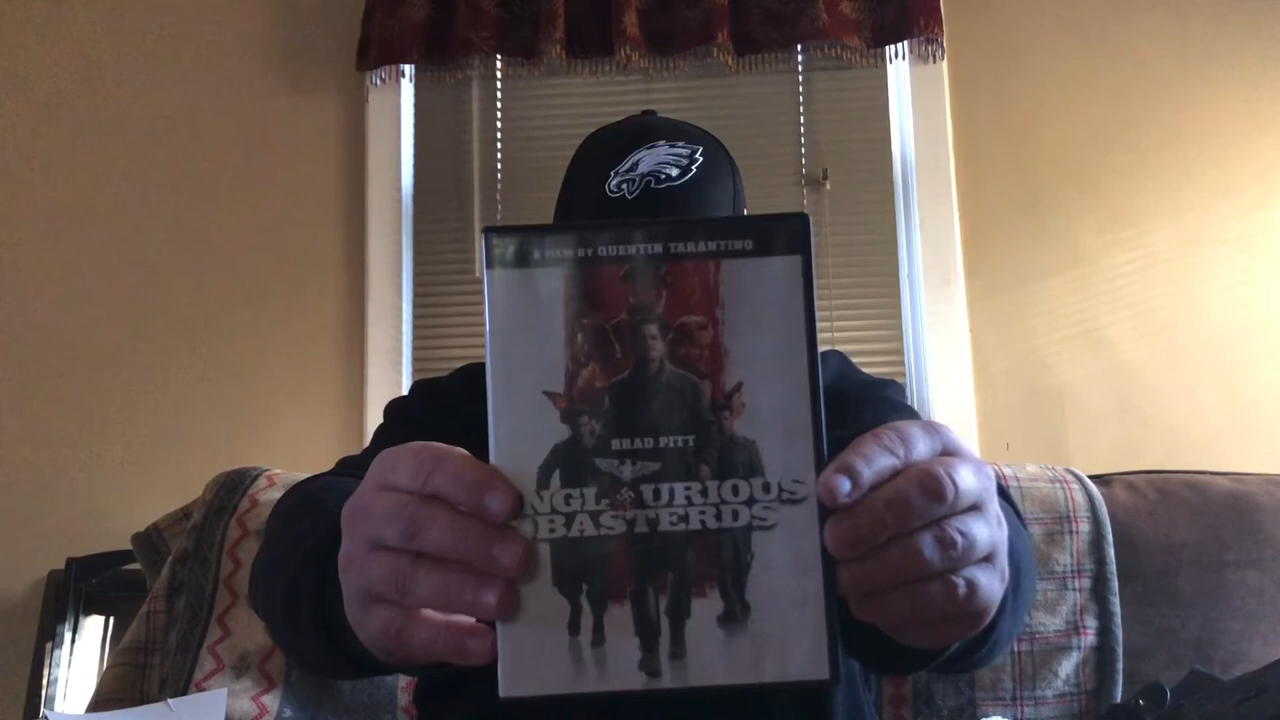 A FILM BY QUENTIN TARANTINO
BRAD PITT
NGL URIOUS
BASTERDS